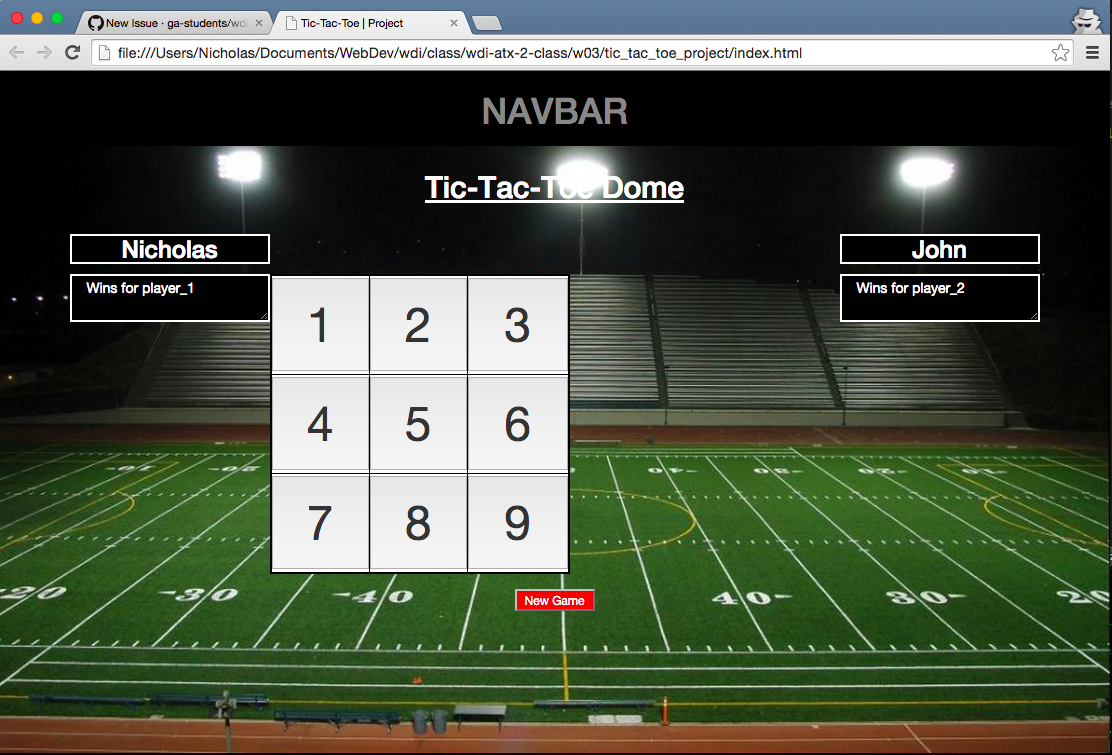 New Issue · ga-students/wdi
Tic-Tac-Toe | Project
file:///Users/Nicholas/Documents/WebDev/wdi/class/wdi-atx-2-class/w03/tic_tac_toe_project/index.html
NAVBAR
Tic-Tac-Toe Dome
Nicholas
John
Wins for player_1
Wins for player_2
1 2 3
4 5 6
7 8 9
-20 -30 -40 40- 30- 20
New Game